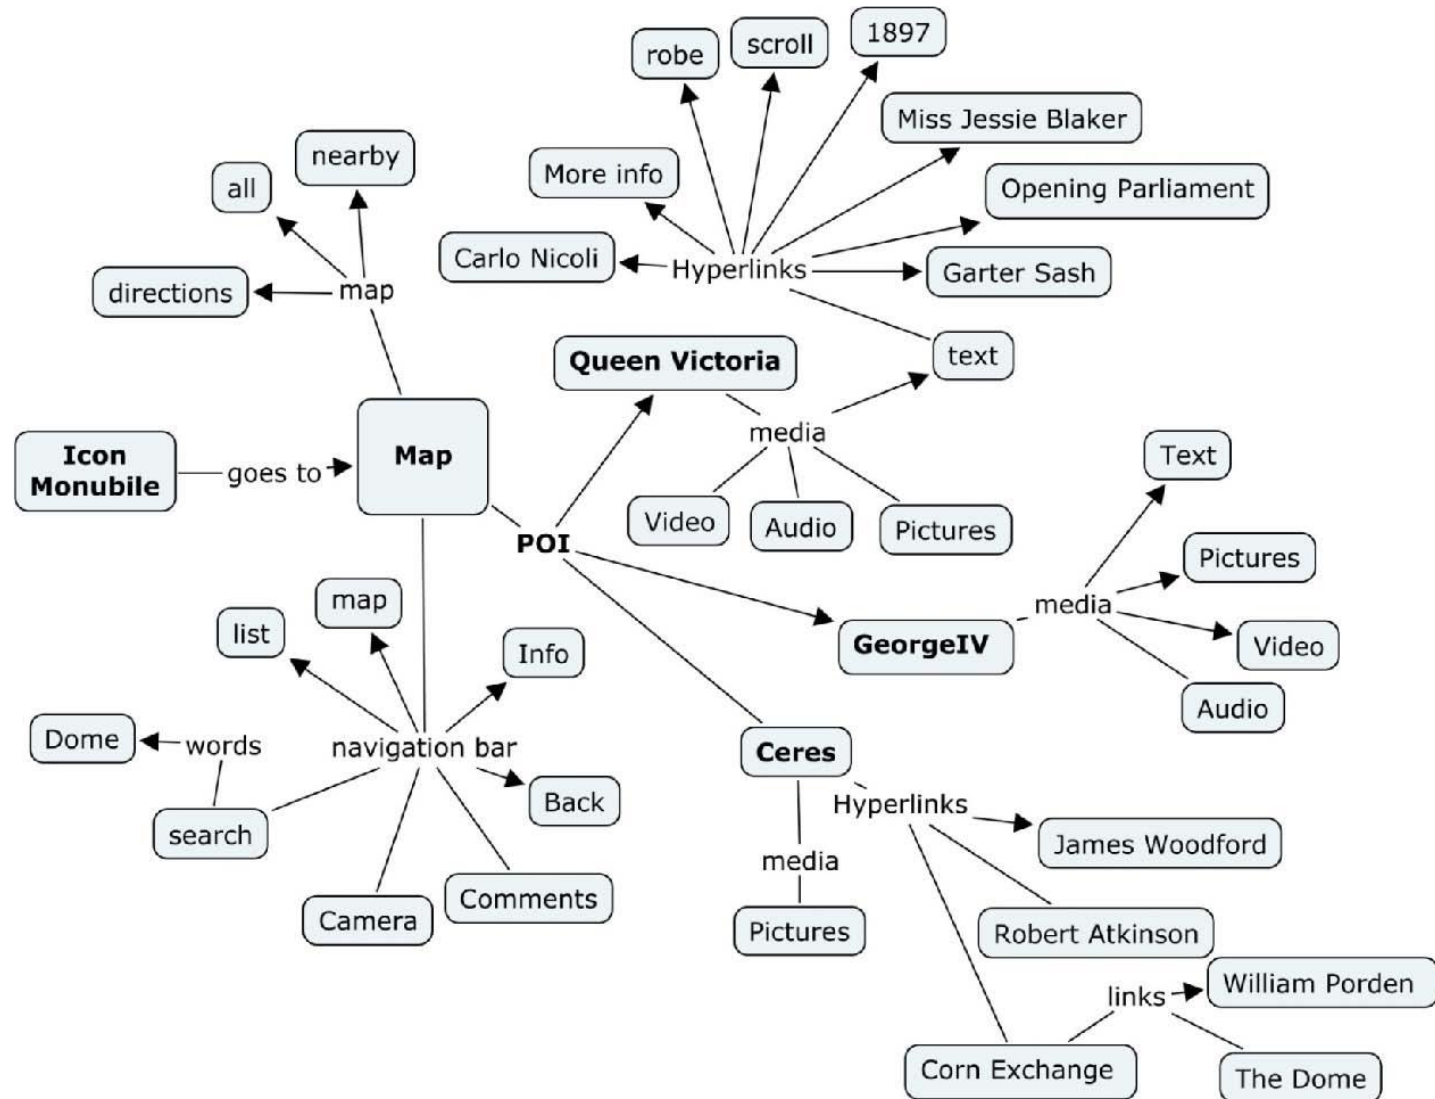 robe
scroll
1897
Miss Jessie Blaker
nearby
all
More info
Opening Parliament
Carlo Nicoli
Hyperlinks
Garter Sash
directions
map
Queen Victoria
text
media
Icon
Monubile
goes to
Map
Text
Video
Audio
Pictures
POI
Pictures
map
media
list
Info
GeorgeIV
Video
Audio
Dome
words
navigation bar
Ceres
Back
Hyperlinks
search
James Woodford
media
Comments
Camera
Pictures
Robert Atkinson
links
William Porden
Corn Exchange
The Dome